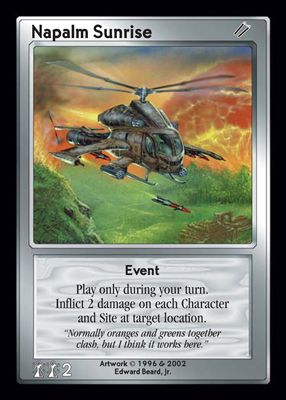 Napalm Sunrise
Event
Play only during your turn.
Inflict 2 damage on each Character
and Site at target location.
"Normally oranges and greens together
clash, but I think it works here."
2
Artwork © 1996 & 2002
Edward Beard, Jr.